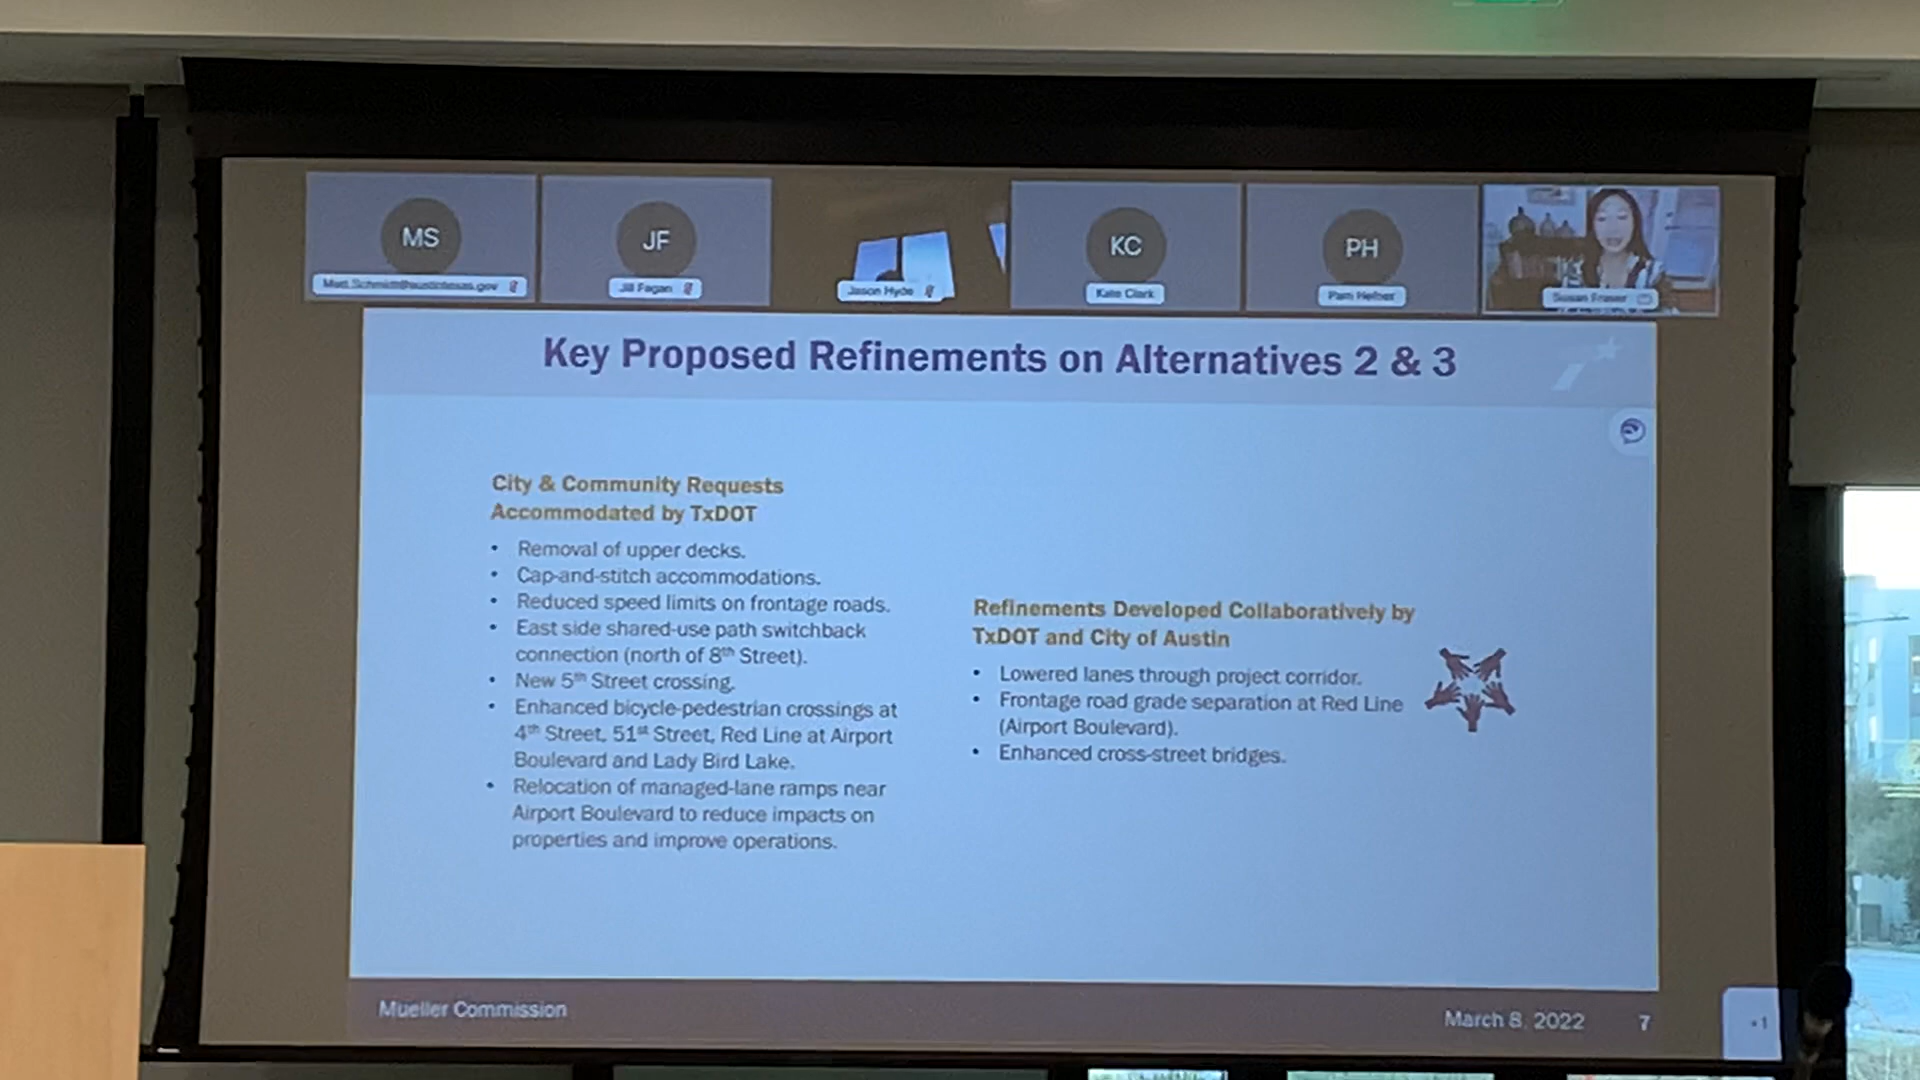 MS
JF
KC
PH
Matt.Schmidt@austintexas.gov
Jill Fagan
Jason Hyde
Kate Clark
Pam Hefner
Susan Fraser
Key Proposed Refinements on Alternatives 2 & 3
City & Community Requests
Accommodated by TxDOT
• Removal of upper decks.
• Cap-and-stitch accommodations.
• Reduced speed limits on frontage roads.
• East side shared-use path switchback
connection (north of 8th Street).
• New 5th Street crossing.
• Enhanced bicycle-pedestrian crossings at
4th Street, 51st Street, Red Line at Airport
Boulevard and Lady Bird Lake.
• Relocation of managed-lane ramps near
Airport Boulevard to reduce impacts on
properties and improve operations.
Refinements Developed Collaboratively by
TxDOT and City of Austin
• Lowered lanes through project corridor.
• Frontage road grade separation at Red Line
(Airport Boulevard).
• Enhanced cross-street bridges.
Mueller Commission
March 8, 2022
7
+1